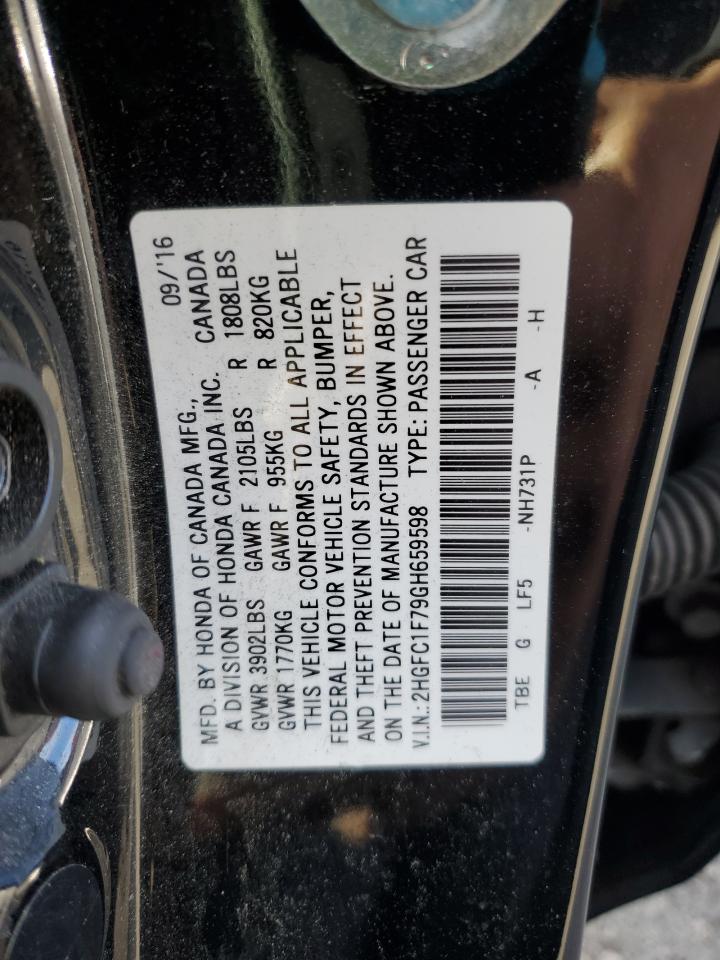 MFD. BY HONDA OF CANADA MFG., 09/'16
A DIVISION OF HONDA CANADA INC. CANADA
GVWR 3902LBS GAWR F 2105LBS R 1808LBS
GVWR 1770KG GAWR F 955KG R 820KG
THIS VEHICLE CONFORMS TO ALL APPLICABLE
FEDERAL MOTOR VEHICLE SAFETY, BUMPER,
AND THEFT PREVENTION STANDARDS IN EFFECT
ON THE DATE OF MANUFACTURE SHOWN ABOVE.
V.I.N.: 2HGFC1F79GH659598 TYPE: PASSENGER CAR
TBE G LF5 -NH731P -A -H